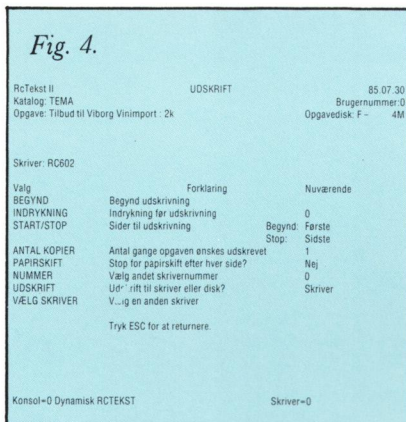 Fig. 4.
RcTekst II UDSKRIFT 85.07.30
Katalog: TEMA Brugernummer:0
Opgave: Tilbud til Viborg Vinimport : 2k Opgavedisk: F - 4M
Skriver: RC602
Valg Forklaring Nuværende
BEGYND Begynd udskrivning
INDRYKNING Indrykning før udskrivning 0
START/STOP Sider til udskrivning Begynd: Første
Stop: Sidste
ANTAL KOPIER Antal gange opgaven ønskes udskrevet 1
PAPIRSKIFT Stop for papirskift efter hver side? Nej
NUMMER Vælg andet skrivernummer 0
UDSKRIFT til skriver eller disk? Skriver
VÆLG SKRIVER en anden skriver
Tryk ESC for at returnere.
Konsol=0 Dynamisk RCTEKST Skriver=0